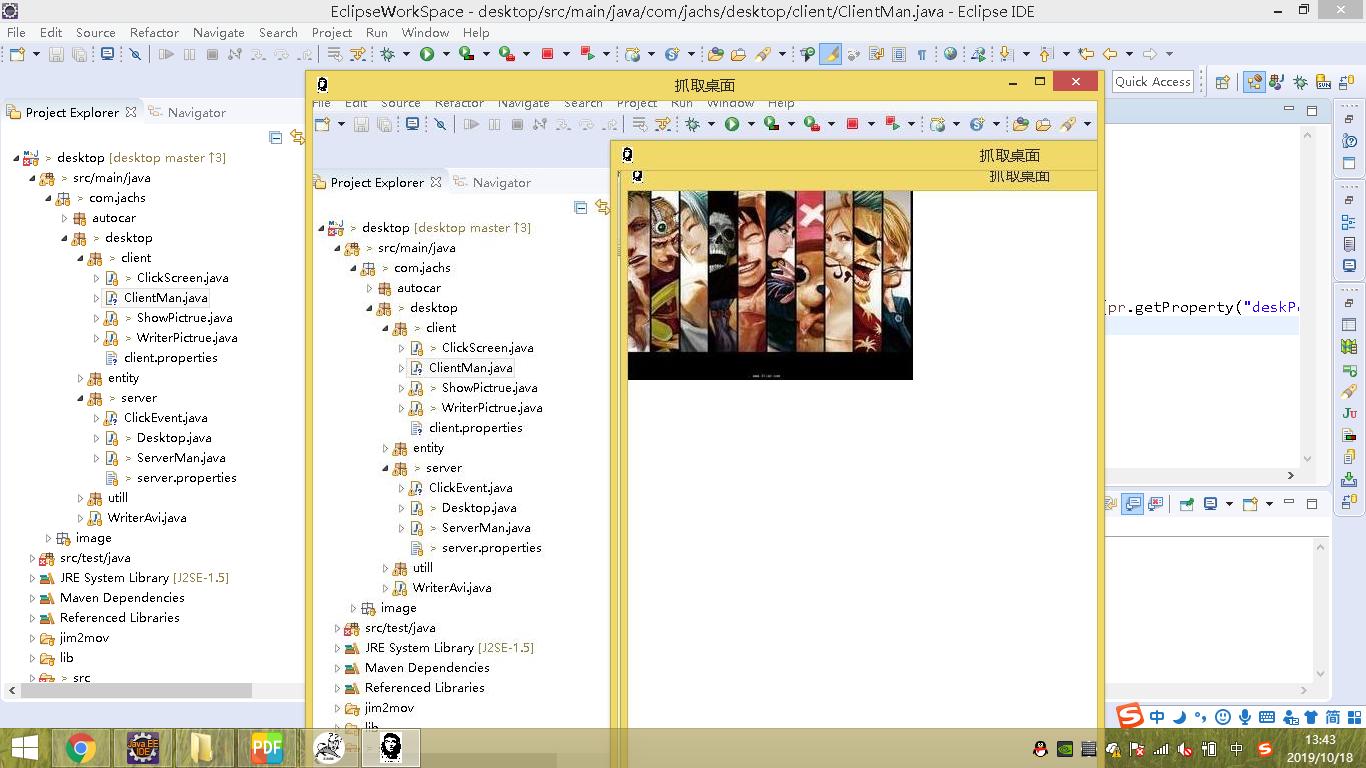 EclipseWorkSpace - desktop/src/main/java/com/jachs/desktop/client/ClientMan.java - Eclipse IDE
File Edit Source Refactor Navigate Search Project Run Window Help
Quick Access
Project Explorer
Navigator
> desktop [desktop master ↑3]
> src/main/java
> com.jachs
autocar
> desktop
> client
> ClickScreen.java
ClientMan.java
> ShowPictrue.java
> WriterPictrue.java
client.properties
entity
> server
ClickEvent.java
> Desktop.java
> ServerMan.java
> server.properties
utill
WriterAvi.java
image
src/test/java
JRE System Library [J2SE-1.5]
Maven Dependencies
Referenced Libraries
jim2mov
lib
> src
抓取桌面
File Edit Source Refactor Navigate Search Project Run Window Help
Project Explorer
Navigator
> desktop [desktop master ↑3]
> src/main/java
> com.jachs
autocar
> desktop
> client
> ClickScreen.java
ClientMan.java
> ShowPictrue.java
> WriterPictrue.java
client.properties
entity
> server
ClickEvent.java
> Desktop.java
ServerMan.java
> server.properties
utill
WriterAvi.java
image
src/test/java
JRE System Library [J2SE-1.5]
Maven Dependencies
Referenced Libraries
jim2mov
lib
抓取桌面
抓取桌面
(pr.getProperty("deskP
Ju
S 中 简
Java EE IDE
PDF
中 S
13:43
2019/10/18